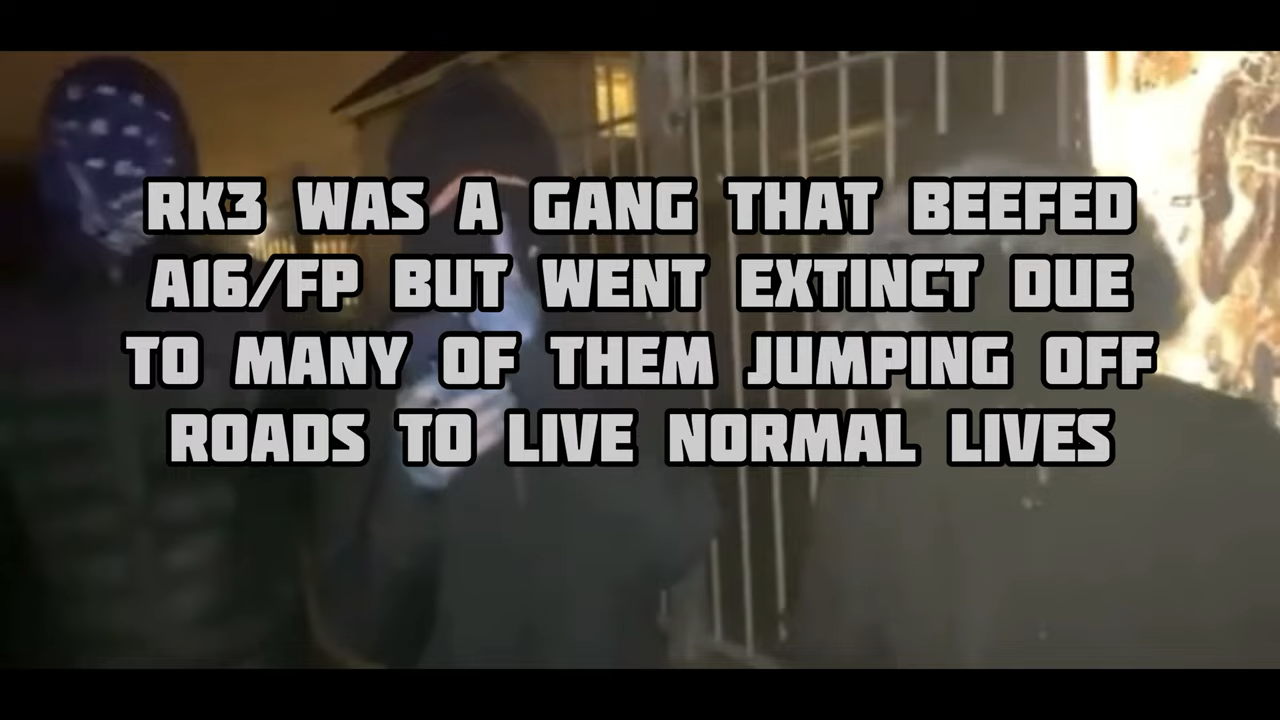 RK3 WAS A GANG THAT BEEFED
A16/FP BUT WENT EXTINCT DUE
TO MANY OF THEM JUMPING OFF
ROADS TO LIVE NORMAL LIVES